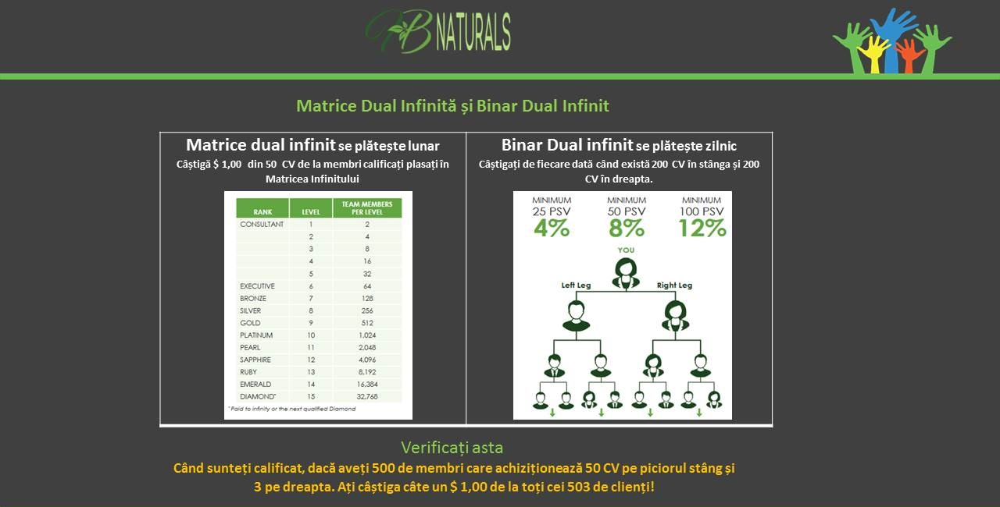 HB NATURALS
Matrice Dual Infinită și Binar Dual Infinit
Matrice dual infinit se plătește lunar
Câștigă $ 1,00 din 50 CV de la membri calificați plasați în
Matricea Infinitului
RANK LEVEL TEAM MEMBERS PER LEVEL
CONSULTANT 1 2
2 4
3 8
4 16
5 32
EXECUTIVE 6 64
BRONZE 7 128
SILVER 8 256
GOLD 9 512
PLATINUM 10 1,024
PEARL 11 2,048
SAPPHIRE 12 4,096
RUBY 13 8,192
EMERALD 14 16,384
DIAMOND* 15 32,768
*Paid to infinity or the next qualified Diamond
Binar Dual infinit se plătește zilnic
Câștigați de fiecare dată când există 200 CV în stânga și 200
CV în dreapta.
MINIMUM MINIMUM MINIMUM
25 PSV 50 PSV 100 PSV
4% 8% 12%
YOU
Left Leg Right Leg
Verificați asta
Când sunteți calificat, dacă aveți 500 de membri care achiziționează 50 CV pe piciorul stâng și
3 pe dreapta. Ați câștiga câte un $ 1,00 de la toți cei 503 de clienți!